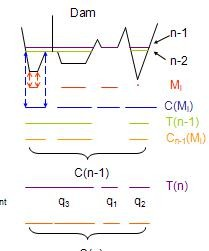 Dam
n-1
n-2
Mᵢ
C(Mᵢ)
T(n-1)
Cₙ₋₁(Mᵢ)
C(n-1)
T(n)
q₃ q₁ q₂